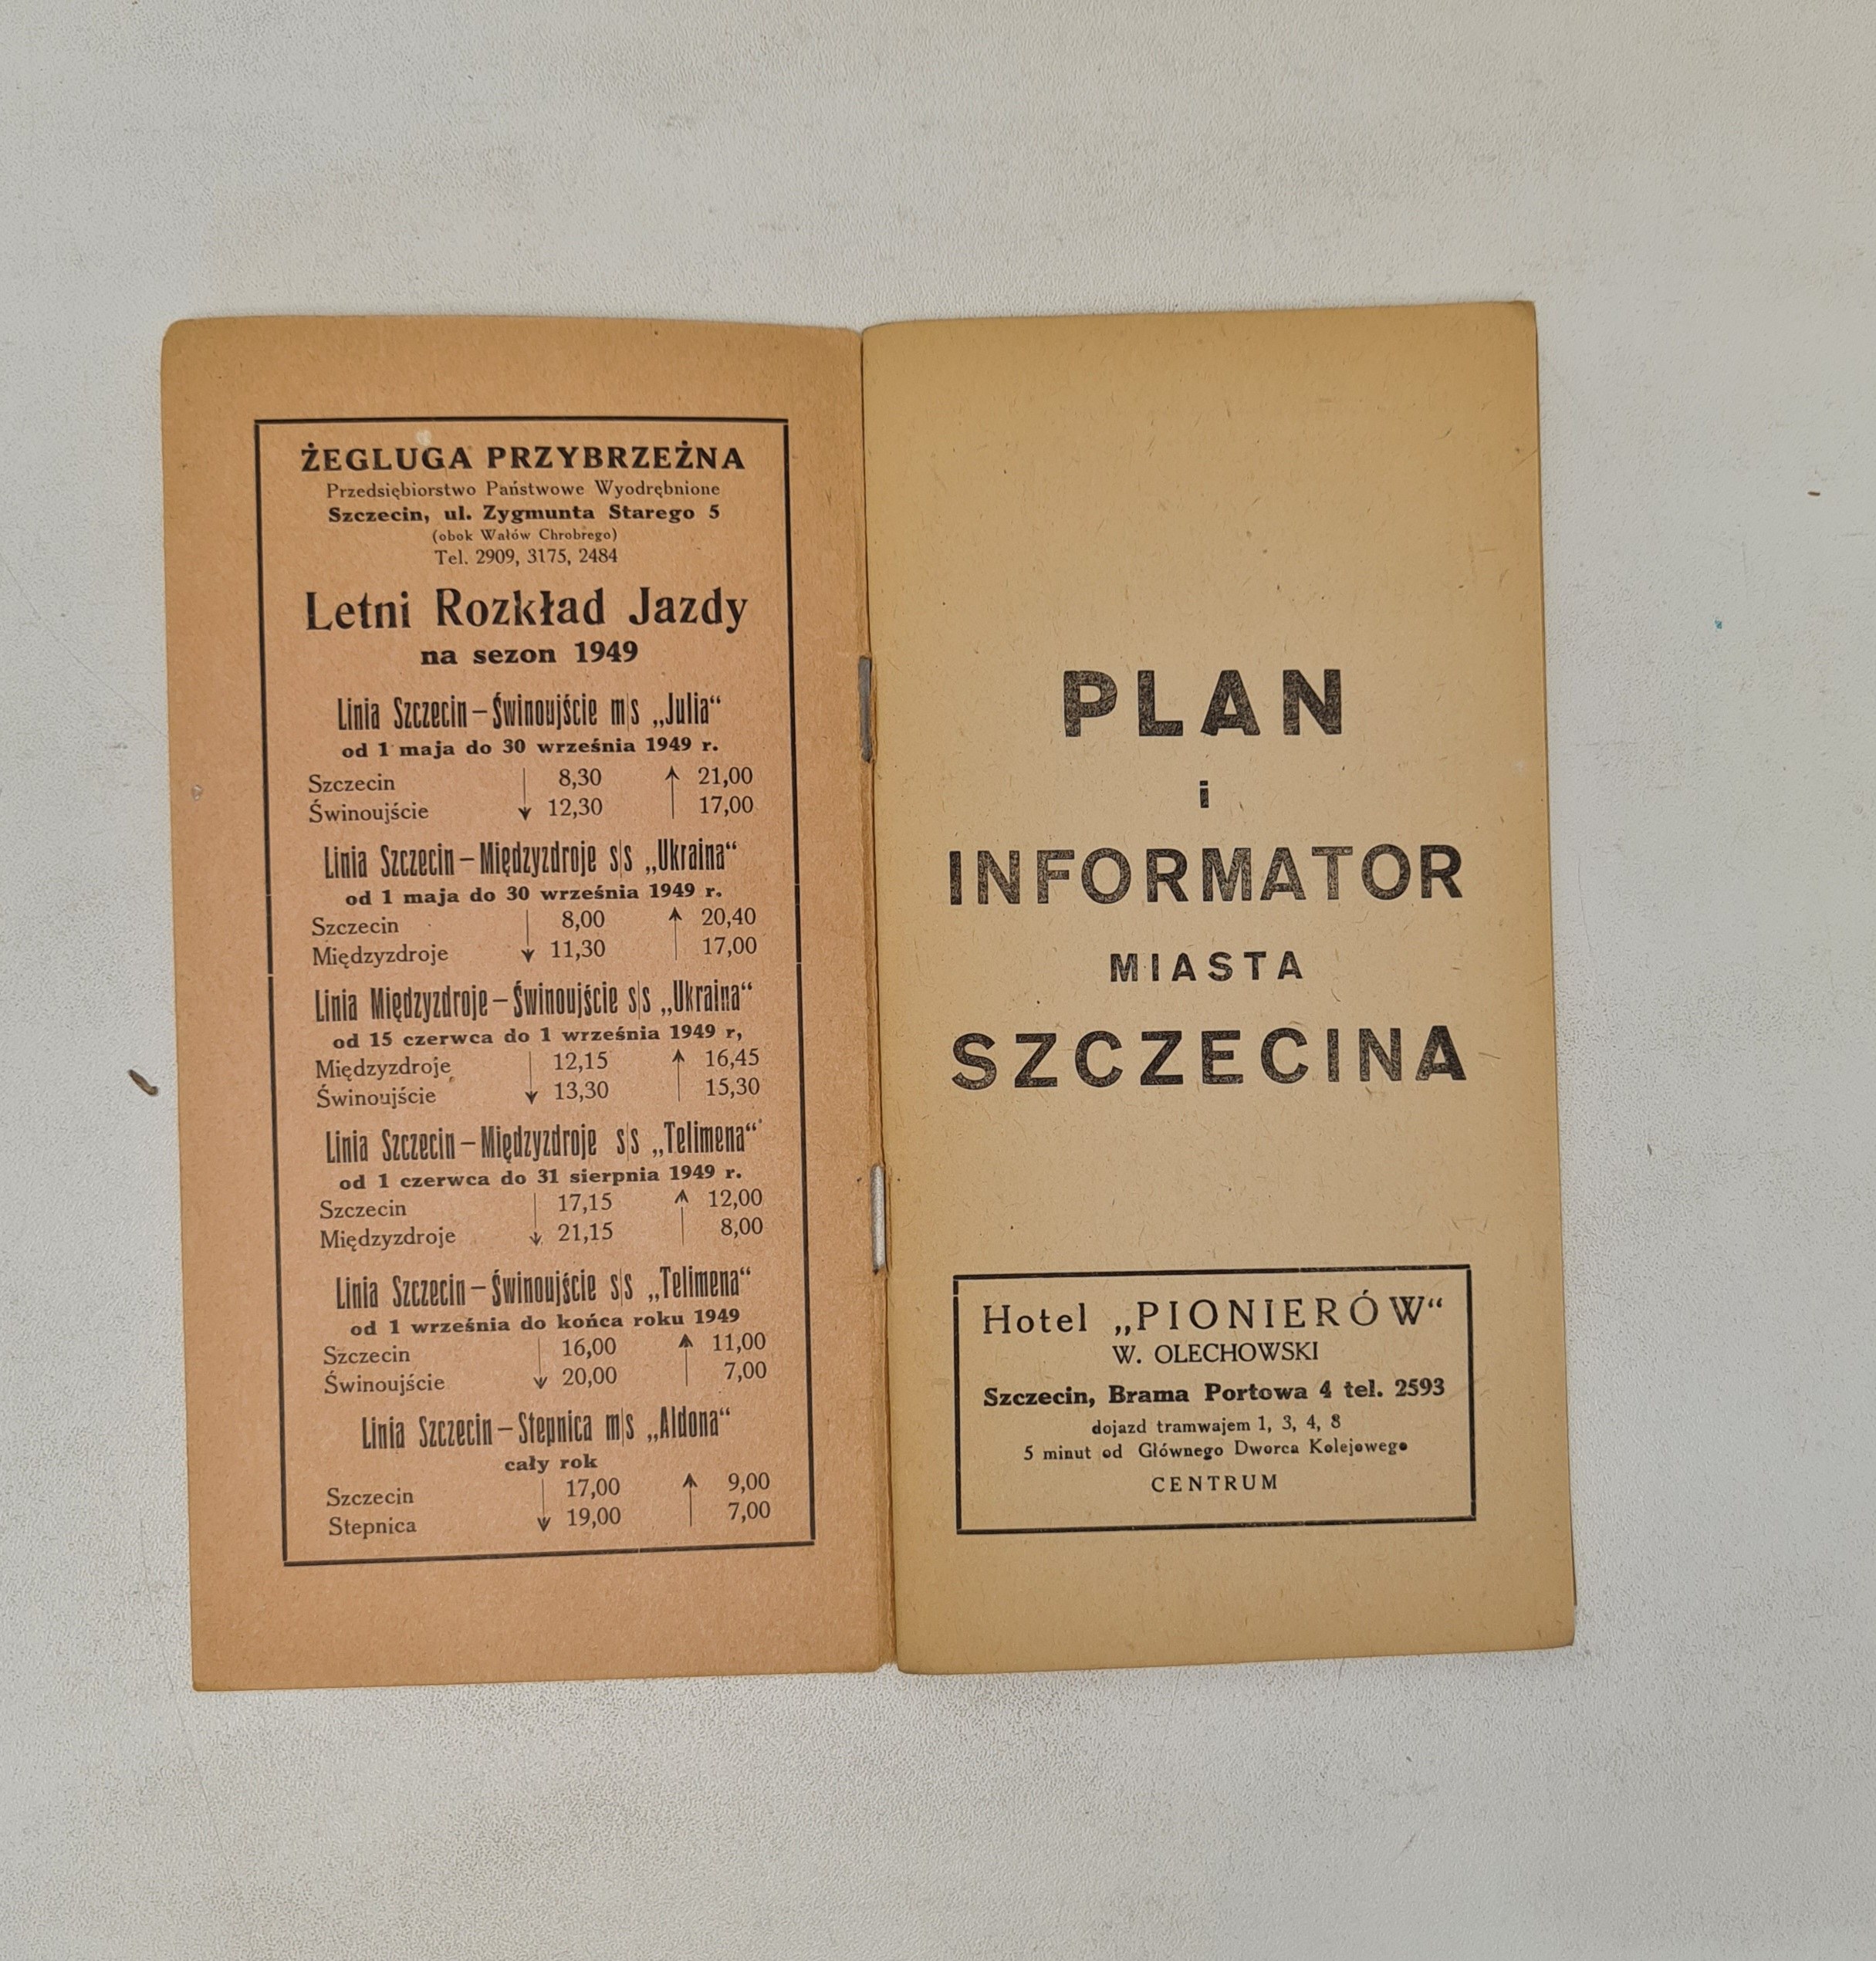 ŻEGLUGA PRZYBRZEŻNA
Przedsiębiorstwo Państwowe Wyodrębnione
Szczecin, ul. Zygmunta Starego 5
(obok Wałów Chrobrego)
Tel. 2909, 3175, 2484
Letni Rozkład Jazdy
na sezon 1949
Linia Szczecin – Świnoujście m|s „Julia“
od 1 maja do 30 września 1949 r.
Szczecin ↓ 8,30 ↑ 21,00
Świnoujście 12,30 17,00
Linia Szczecin – Międzyzdroje s|s „Ukraina“
od 1 maja do 30 września 1949 r.
Szczecin ↓ 8,00 ↑ 20,40
Międzyzdroje 11,30 17,00
Linia Międzyzdroje – Świnoujście s|s „Ukraina“
od 15 czerwca do 1 września 1949 r,
Międzyzdroje ↓ 12,15 ↑ 16,45
Świnoujście 13,30 15,30
Linia Szczecin – Międzyzdroje s|s „Telimena“
od 1 czerwca do 31 sierpnia 1949 r.
Szczecin ↓ 17,15 ↑ 12,00
Międzyzdroje 21,15 8,00
Linia Szczecin – Świnoujście s|s „Telimena“
od 1 września do końca roku 1949
Szczecin ↓ 16,00 ↑ 11,00
Świnoujście 20,00 7,00
Linia Szczecin – Stepnica m|s „Aldona“
cały rok
Szczecin ↓ 17,00 ↑ 9,00
Stepnica 19,00 7,00
PLAN
i
INFORMATOR
MIASTA
SZCZECINA
Hotel „PIONIERÓW“
W. OLECHOWSKI
Szczecin, Brama Portowa 4 tel. 2593
dojazd tramwajem 1, 3, 4, 8
5 minut od Głównego Dworca Kolejowego
CENTRUM